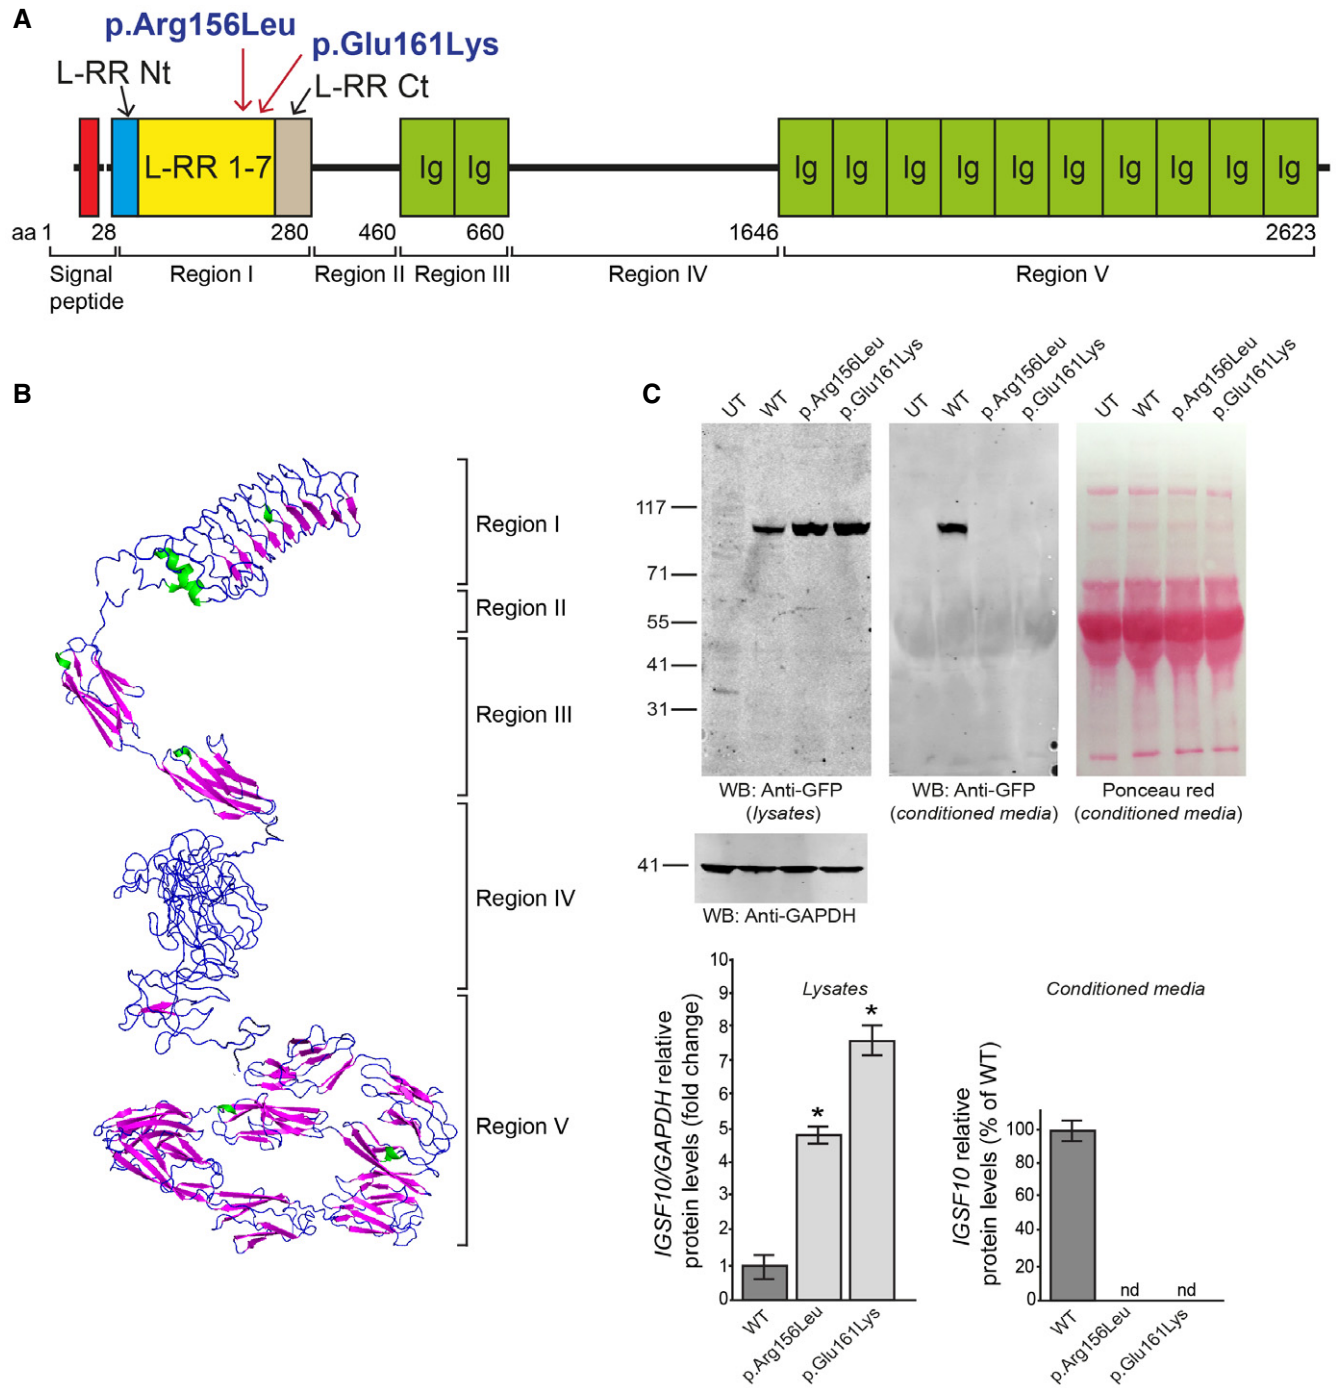 A
p.Arg156Leu
p.Glu161Lys
L-RR Nt
L-RR Ct
L-RR 1-7
Ig Ig
Ig Ig Ig Ig Ig Ig Ig Ig Ig Ig
aa 1 28 280 460 660 1646 2623
Signal peptide
Region I
Region II
Region III
Region IV
Region V
B
Region I
Region II
Region III
Region IV
Region V
C
UT WT p.Arg156Leu p.Glu161Lys
UT WT p.Arg156Leu p.Glu161Lys
UT WT p.Arg156Leu p.Glu161Lys
117
71
55
41
31
WB: Anti-GFP
(lysates)
WB: Anti-GFP
(conditioned media)
Ponceau red
(conditioned media)
41
WB: Anti-GAPDH
IGSF10/GAPDH relative
protein levels (fold change)
10
9
8
7
6
5
4
3
2
1
0
Lysates
*
*
WT
p.Arg156Leu
p.Glu161Lys
Conditioned media
IGSF10 relative
protein levels (% of WT)
100
80
60
40
20
0
nd nd
WT
p.Arg156Leu
p.Glu161Lys